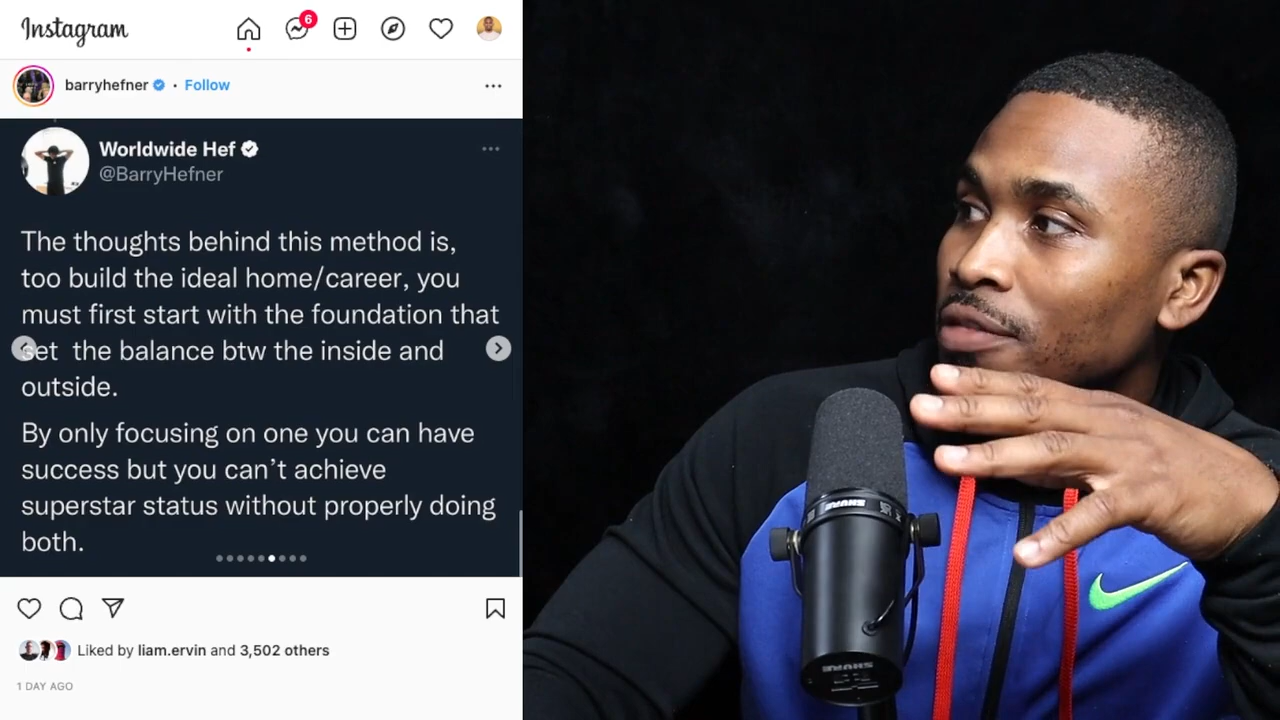 Instagram
6
barryhefner • Follow
Worldwide Hef
@BarryHefner
The thoughts behind this method is,
too build the ideal home/career, you
must first start with the foundation that
set the balance btw the inside and
outside.
By only focusing on one you can have
success but you can't achieve
superstar status without properly doing
both.
Liked by liam.ervin and 3,502 others
1 DAY AGO
SHURE
SHURE